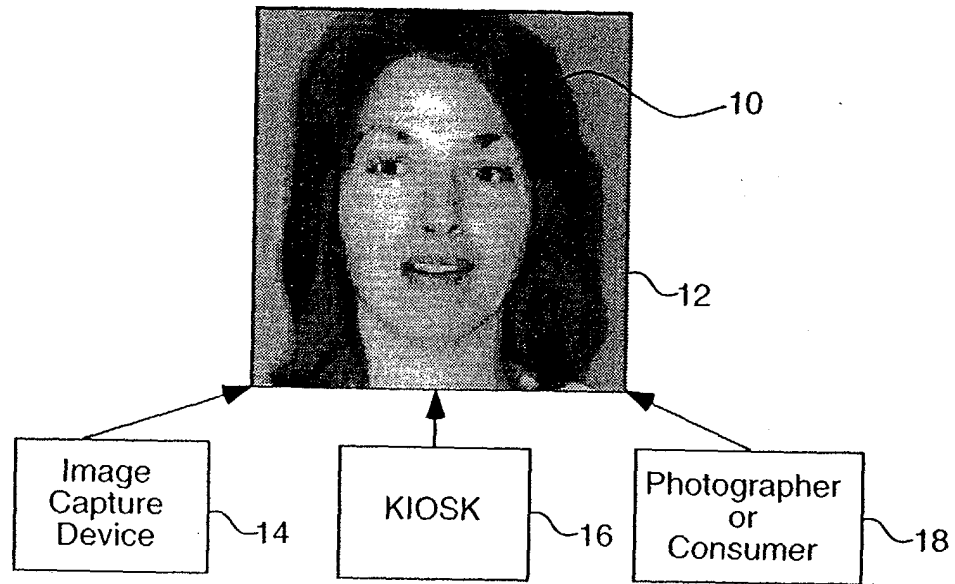 10
12
Image
Capture
Device
14
KIOSK
16
Photographer
or
Consumer
18